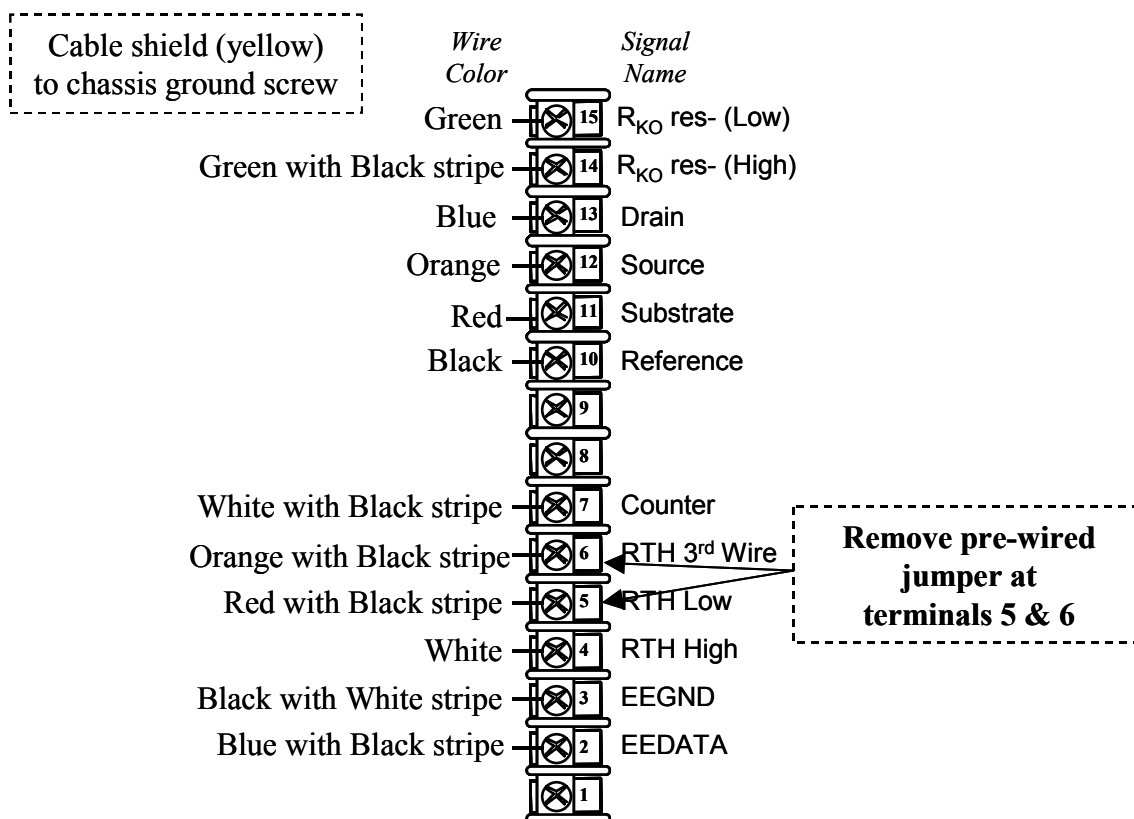 Cable shield (yellow)
to chassis ground screw
Wire
Color
Signal
Name
Green 15 RKO res- (Low)
Green with Black stripe 14 RKO res- (High)
Blue 13 Drain
Orange 12 Source
Red 11 Substrate
Black 10 Reference
9
8
White with Black stripe 7 Counter
Orange with Black stripe 6 RTH 3rd Wire
Red with Black stripe 5 RTH Low
White 4 RTH High
Black with White stripe 3 EEGND
Blue with Black stripe 2 EEDATA
1
Remove pre-wired
jumper at
terminals 5 & 6